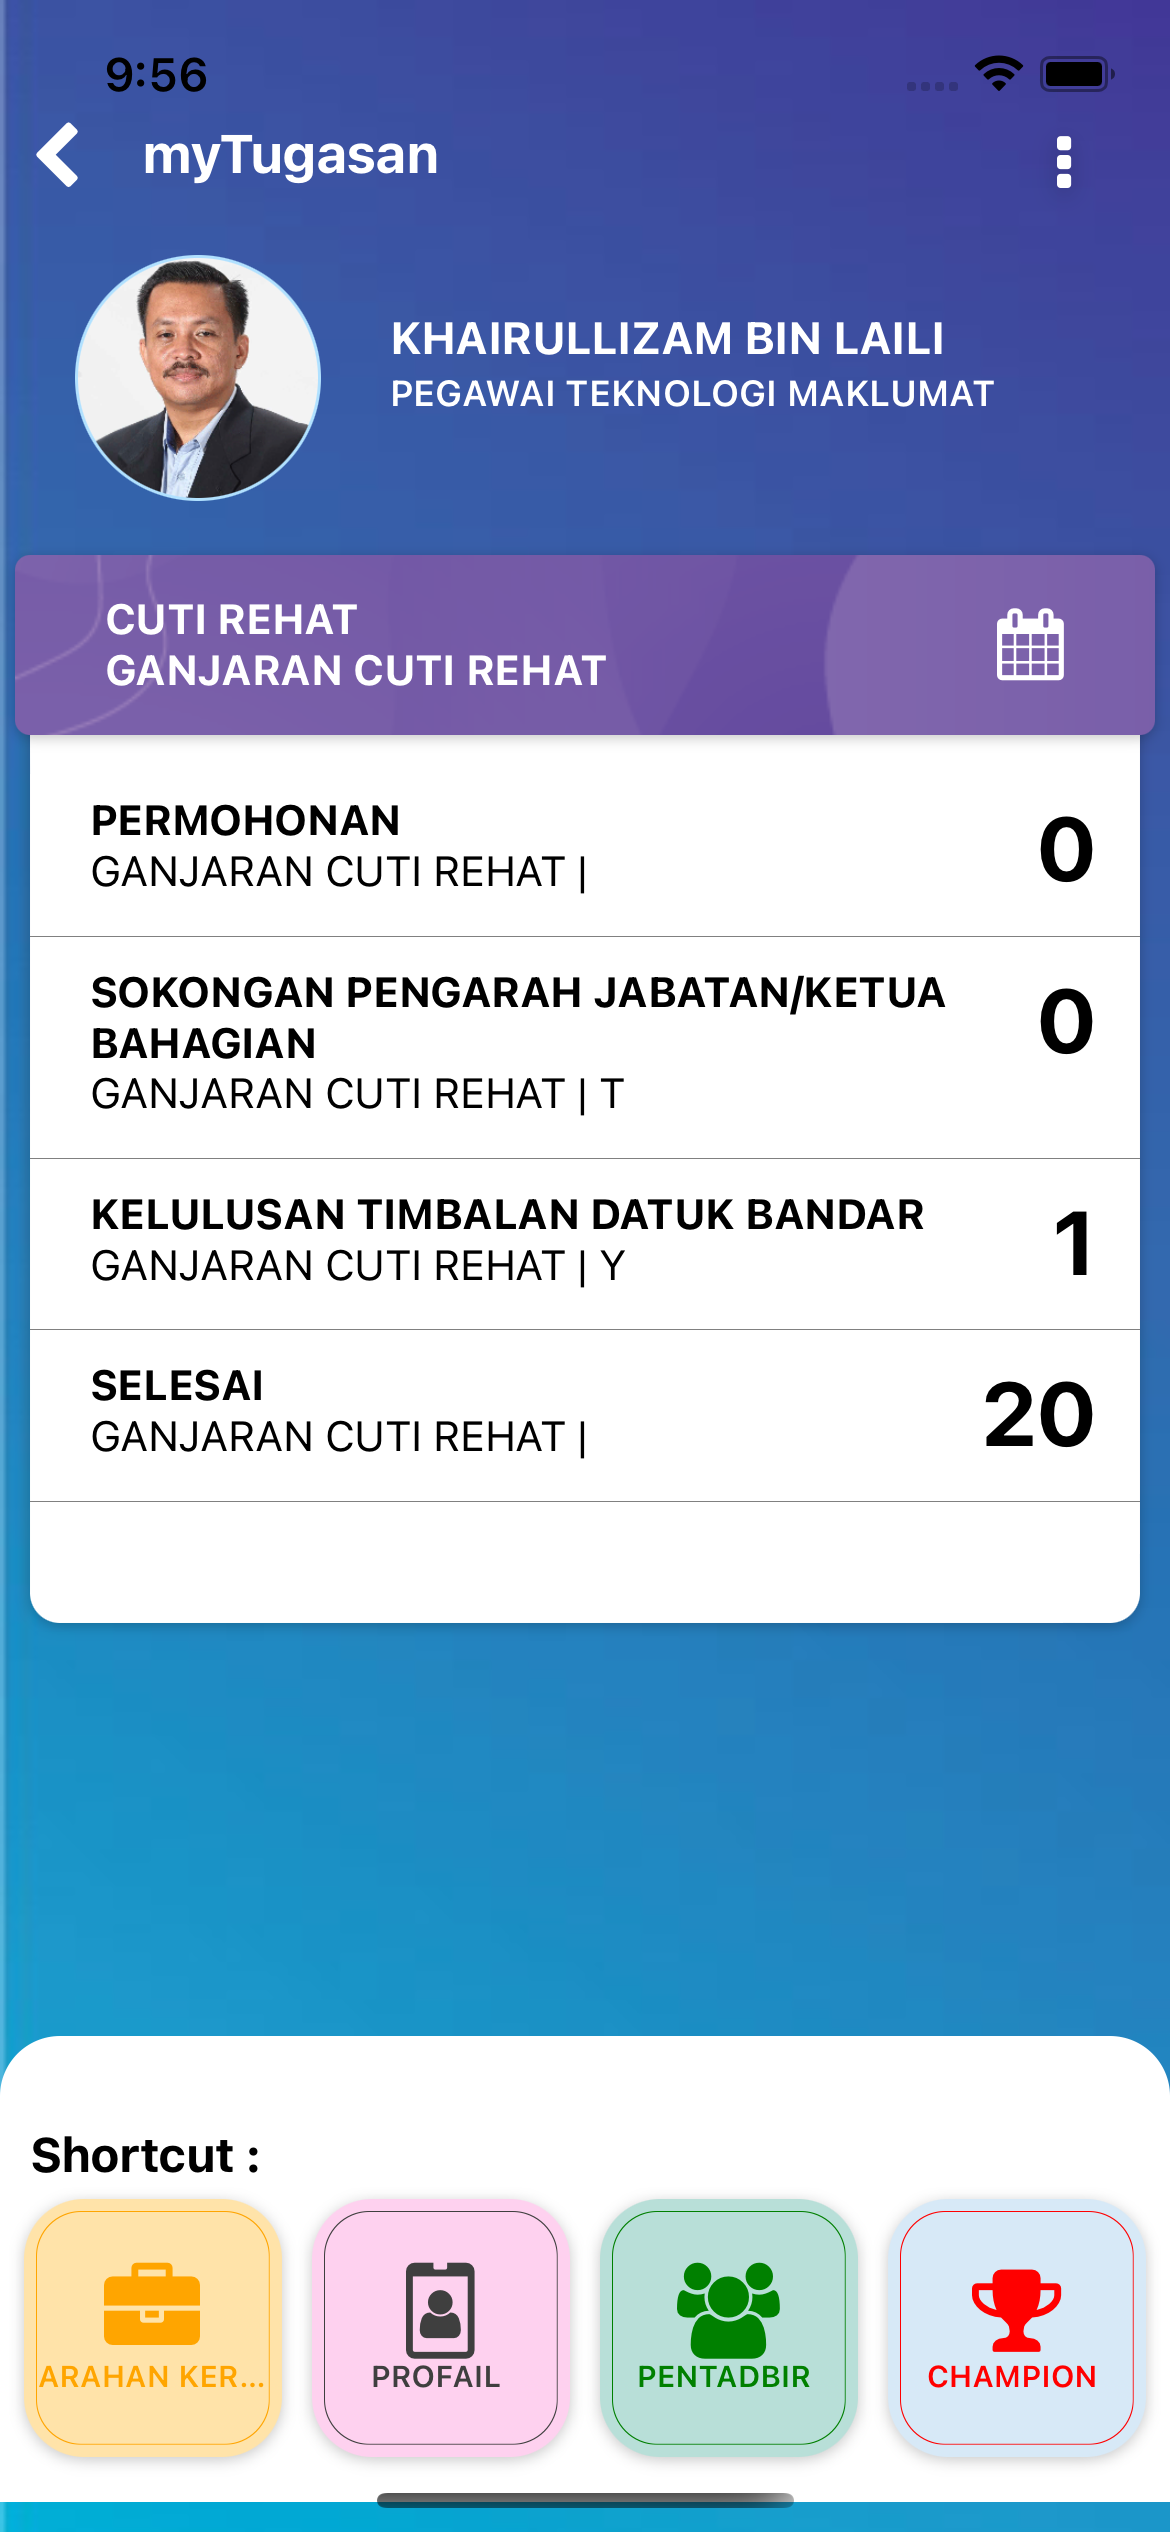 9:56
myTugasan
KHAIRULLIZAM BIN LAILI
PEGAWAI TEKNOLOGI MAKLUMAT
CUTI REHAT
GANJARAN CUTI REHAT
PERMOHONAN
GANJARAN CUTI REHAT |
0
SOKONGAN PENGARAH JABATAN/KETUA
BAHAGIAN
GANJARAN CUTI REHAT | T
0
KELULUSAN TIMBALAN DATUK BANDAR
GANJARAN CUTI REHAT | Y
1
SELESAI
GANJARAN CUTI REHAT |
20
Shortcut :
ARAHAN KER...
PROFAIL
PENTADBIR
CHAMPION